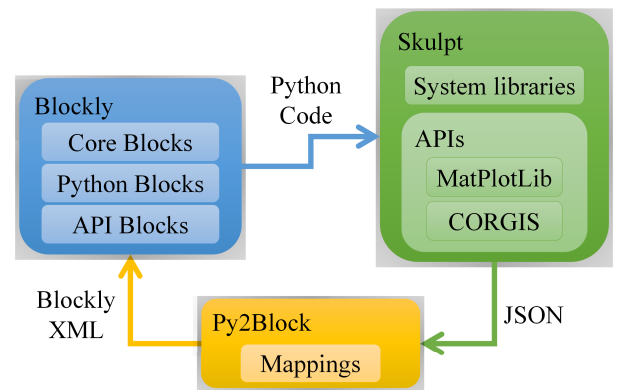 Blockly
Core Blocks
Python Blocks
API Blocks
Python
Code
Skulpt
System libraries
APIs
MatPlotLib
CORGIS
JSON
Py2Block
Mappings
Blockly
XML